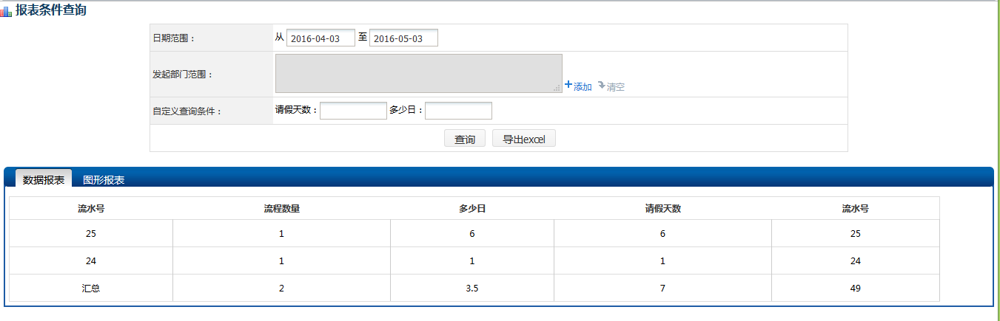 报表条件查询
日期范围： 从 2016-04-03 至 2016-05-03
发起部门范围： 添加 清空
自定义查询条件： 请假天数： 多少日：
查询 导出excel
数据报表 图形报表
流水号 流程数量 多少日 请假天数 流水号
25 1 6 6 25
24 1 1 1 24
汇总 2 3.5 7 49